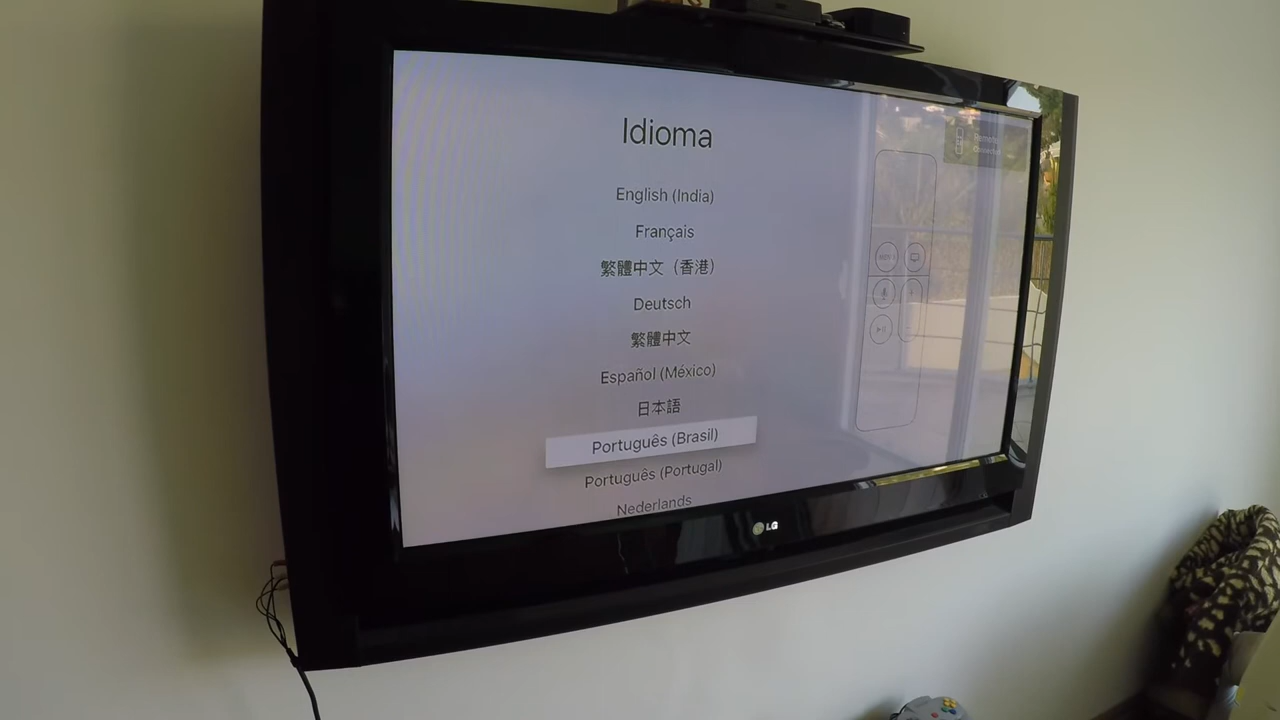 Idioma
English (India)
Français
繁體中文（香港）
Deutsch
繁體中文
Español (México)
日本語
Português (Brasil)
Português (Portugal)
Nederlands
Remote
LG